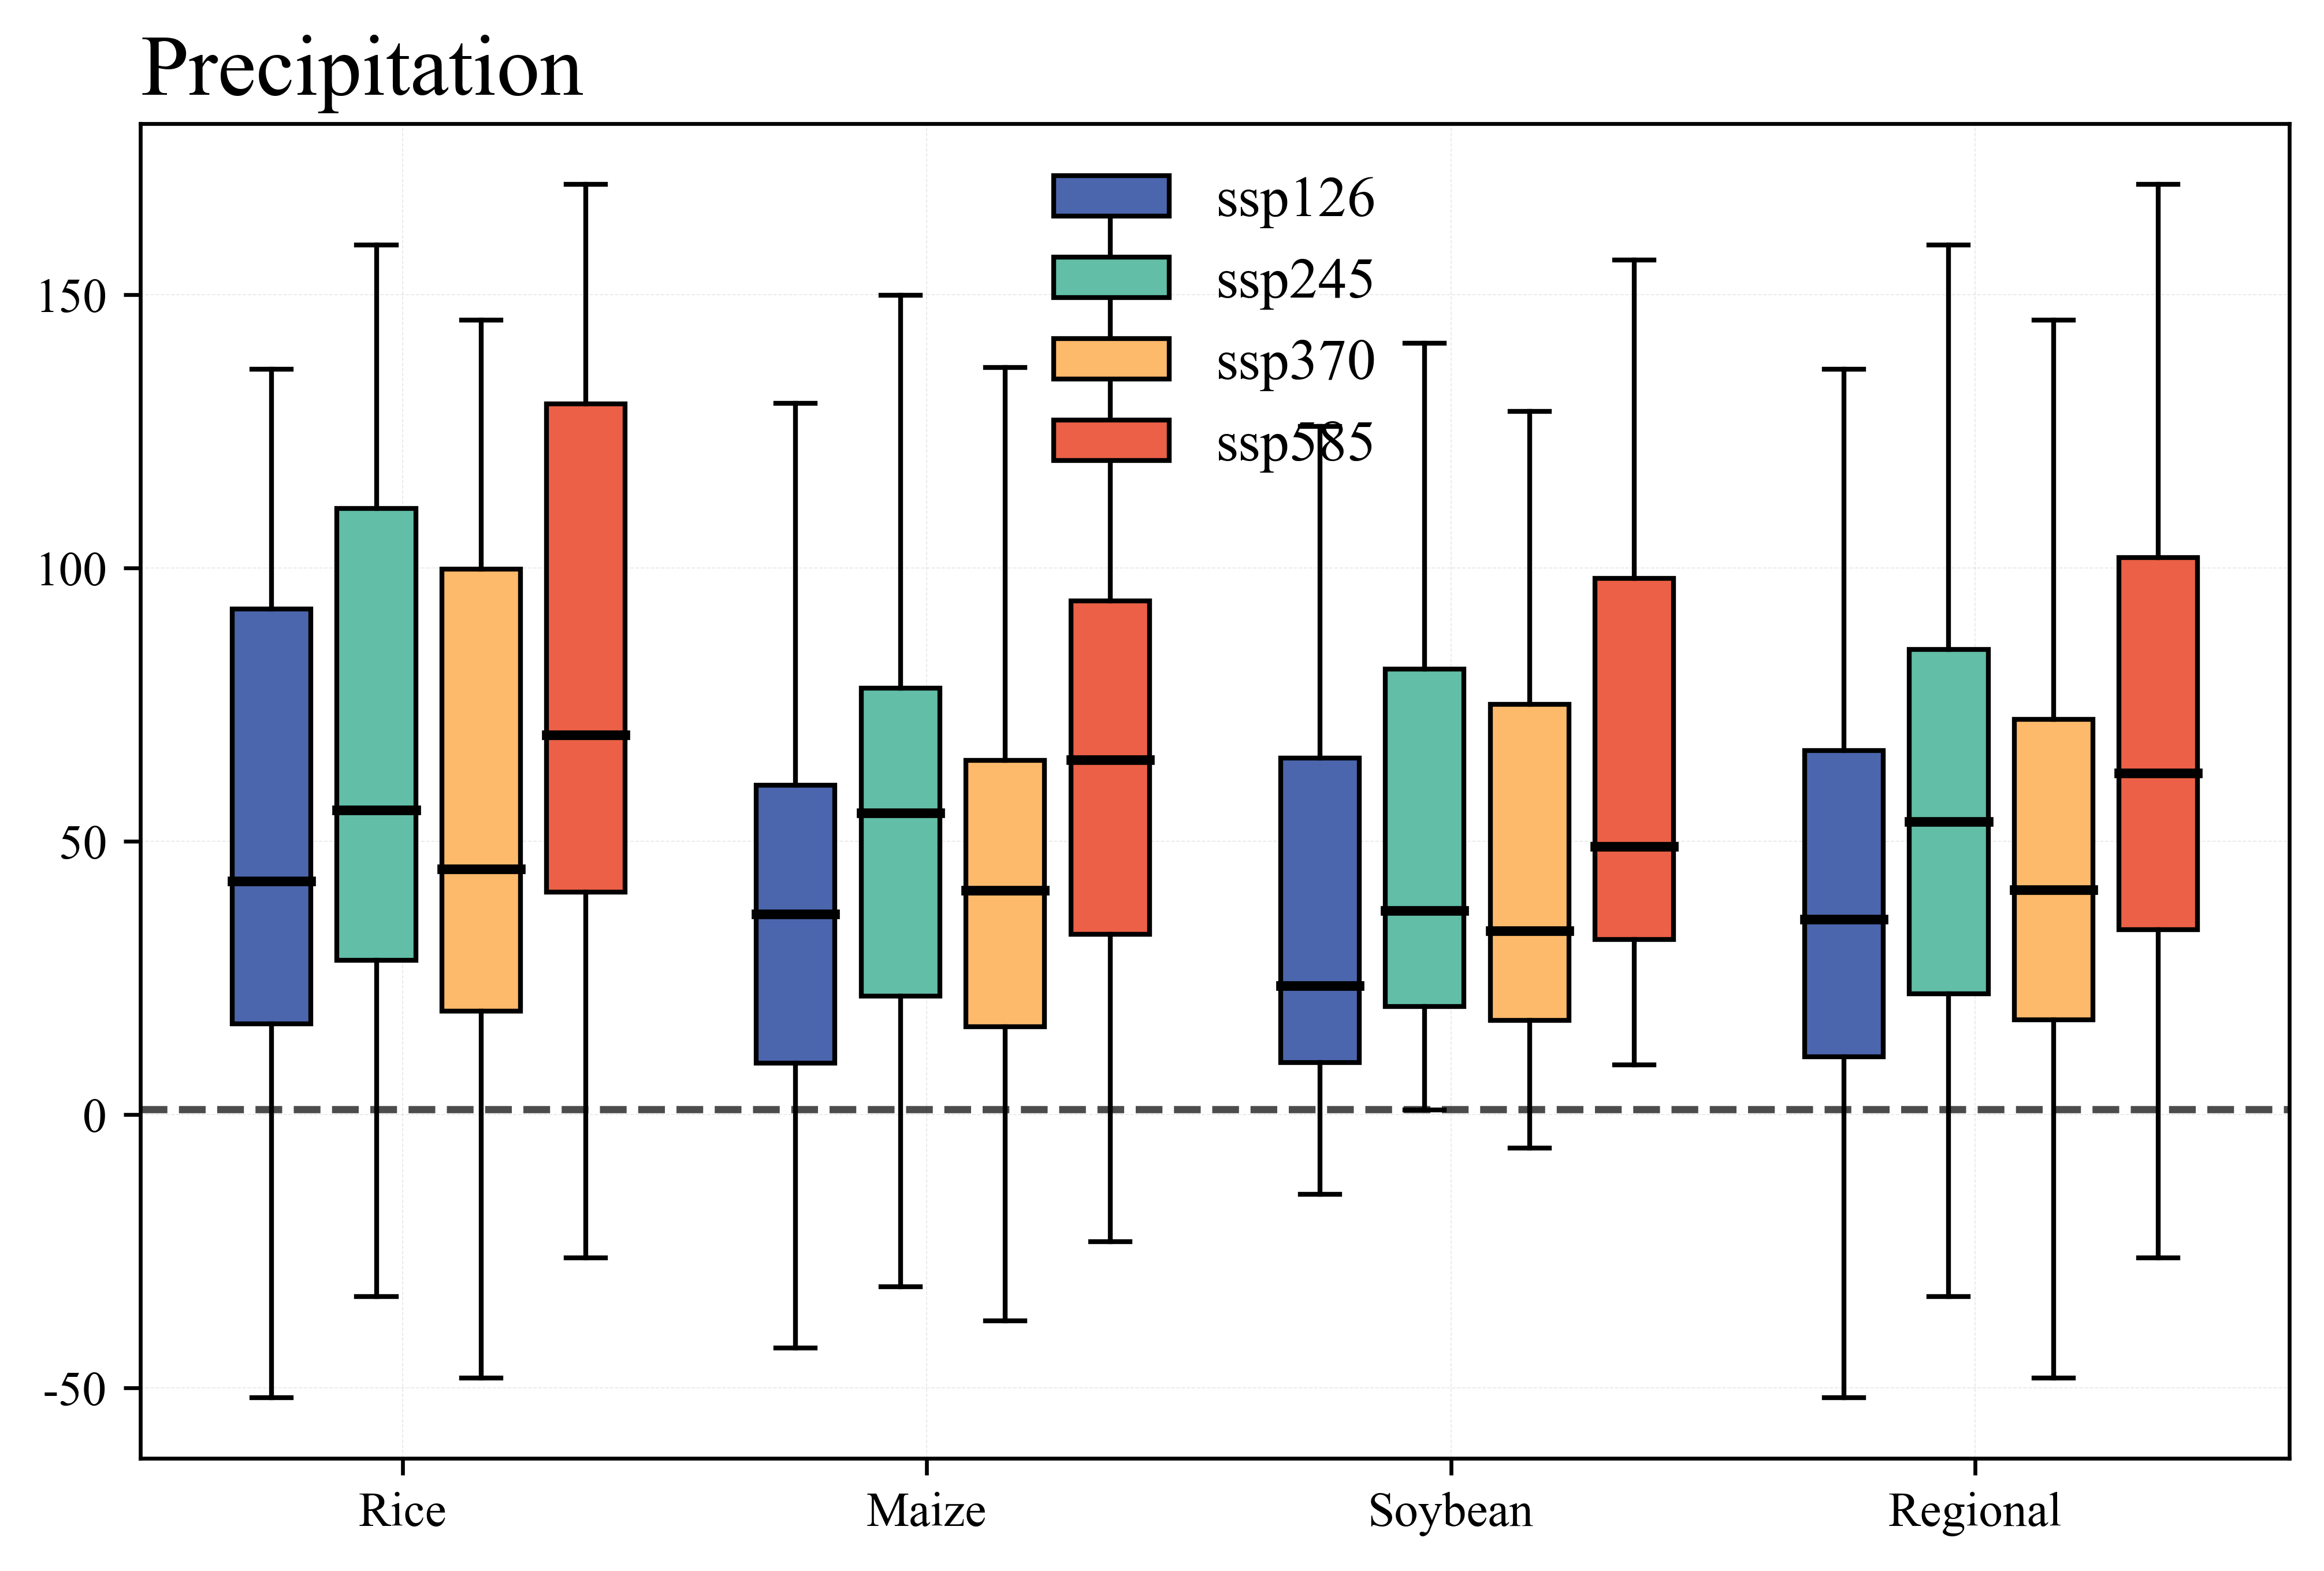 Precipitation
ssp126
ssp245
ssp370
ssp585
150
100
50
0
-50
Rice Maize Soybean Regional